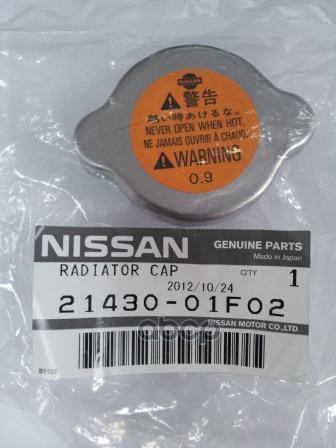 NISSAN
警告
熱い時あけるな。
NEVER OPEN WHEN HOT.
NE JAMAIS OUVRIR À CHAUD.
WARNING
0.9
NISSAN
GENUINE PARTS
Made in Japan
RADIATOR CAP
Q'TY
1
2012/10/24
21430-01F02
NISSAN MOTOR CO.,LTD.